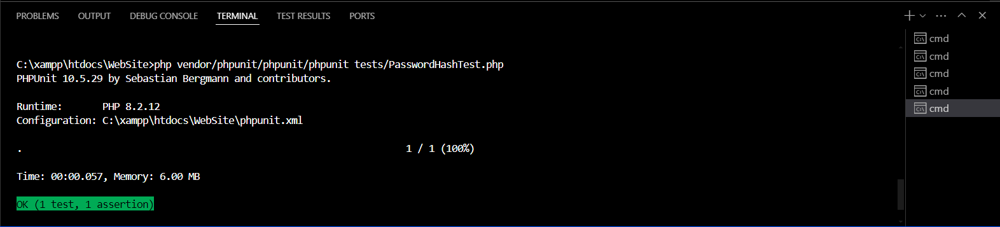 PROBLEMS OUTPUT DEBUG CONSOLE TERMINAL TEST RESULTS PORTS
C:\xampp\htdocs\WebSite>php vendor/phpunit/phpunit/phpunit tests/PasswordHashTest.php
PHPUnit 10.5.29 by Sebastian Bergmann and contributors.
Runtime:       PHP 8.2.12
Configuration: C:\xampp\htdocs\WebSite\phpunit.xml
.                                                                   1 / 1 (100%)
Time: 00:00.057, Memory: 6.00 MB
OK (1 test, 1 assertion)
cmd
cmd
cmd
cmd
cmd